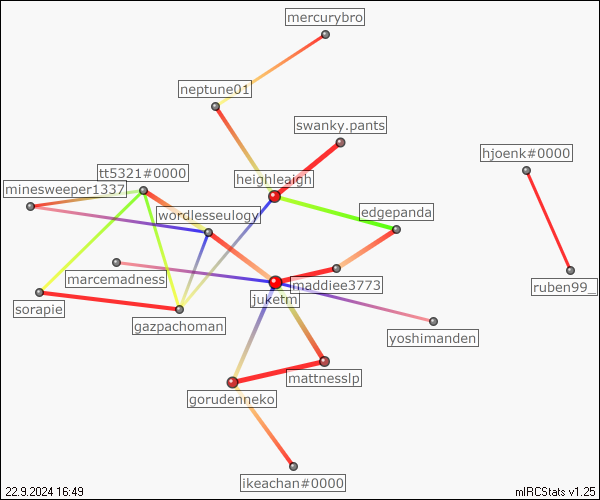 mercurybro
neptune01
swanky.pants
hjoenk#0000
tt5321#0000
heighleaigh
minesweeper1337
wordlesseulogy
edgepanda
marcemadness
maddiee3773
ruben99_
juketm
sorapie
gazpachoman
yoshimanden
mattnesslp
gorudenneko
ikeachan#0000
22.9.2024 16:49
mIRCStats v1.25